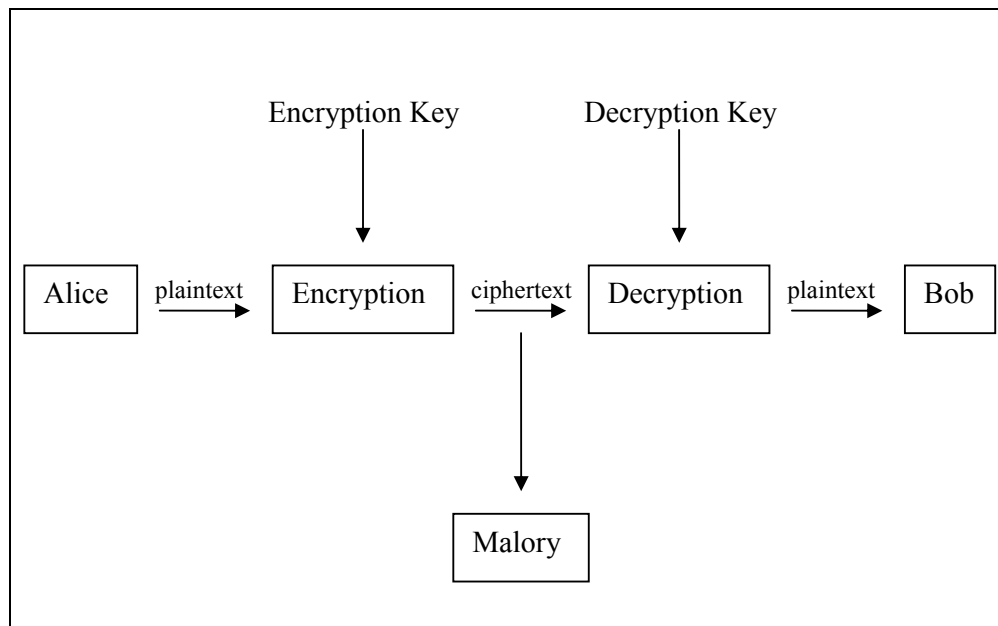 Encryption Key
Decryption Key
Alice
plaintext
Encryption
ciphertext
Decryption
plaintext
Bob
Malory